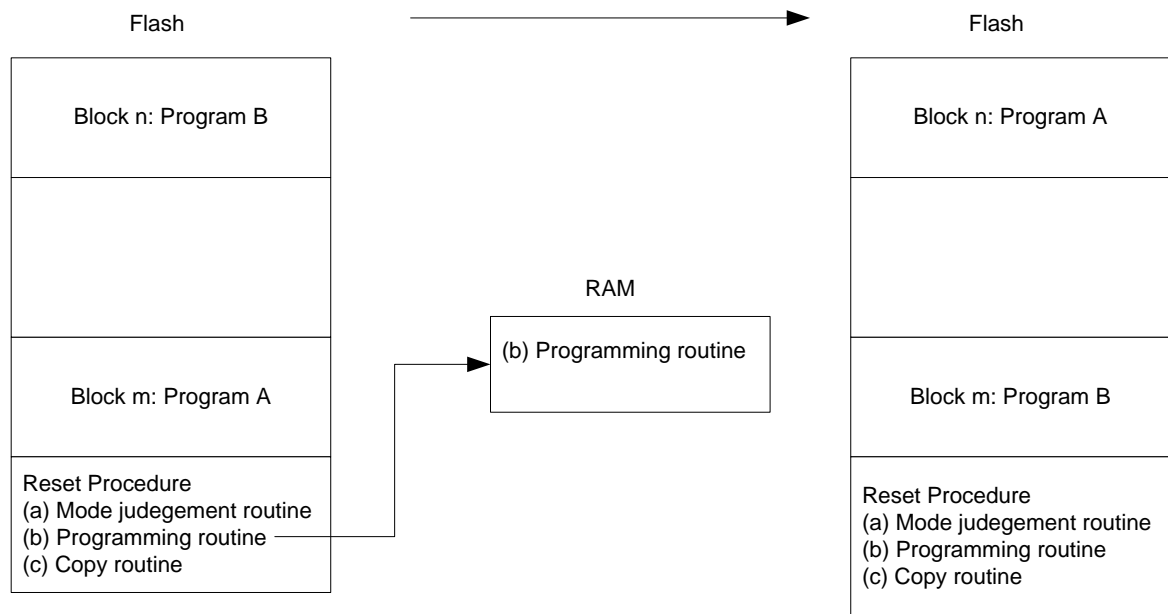 Flash
Block n: Program B
Block m: Program A
Reset Procedure
(a) Mode judegement routine
(b) Programming routine
(c) Copy routine
RAM
(b) Programming routine
Flash
Block n: Program A
Block m: Program B
Reset Procedure
(a) Mode judegement routine
(b) Programming routine
(c) Copy routine